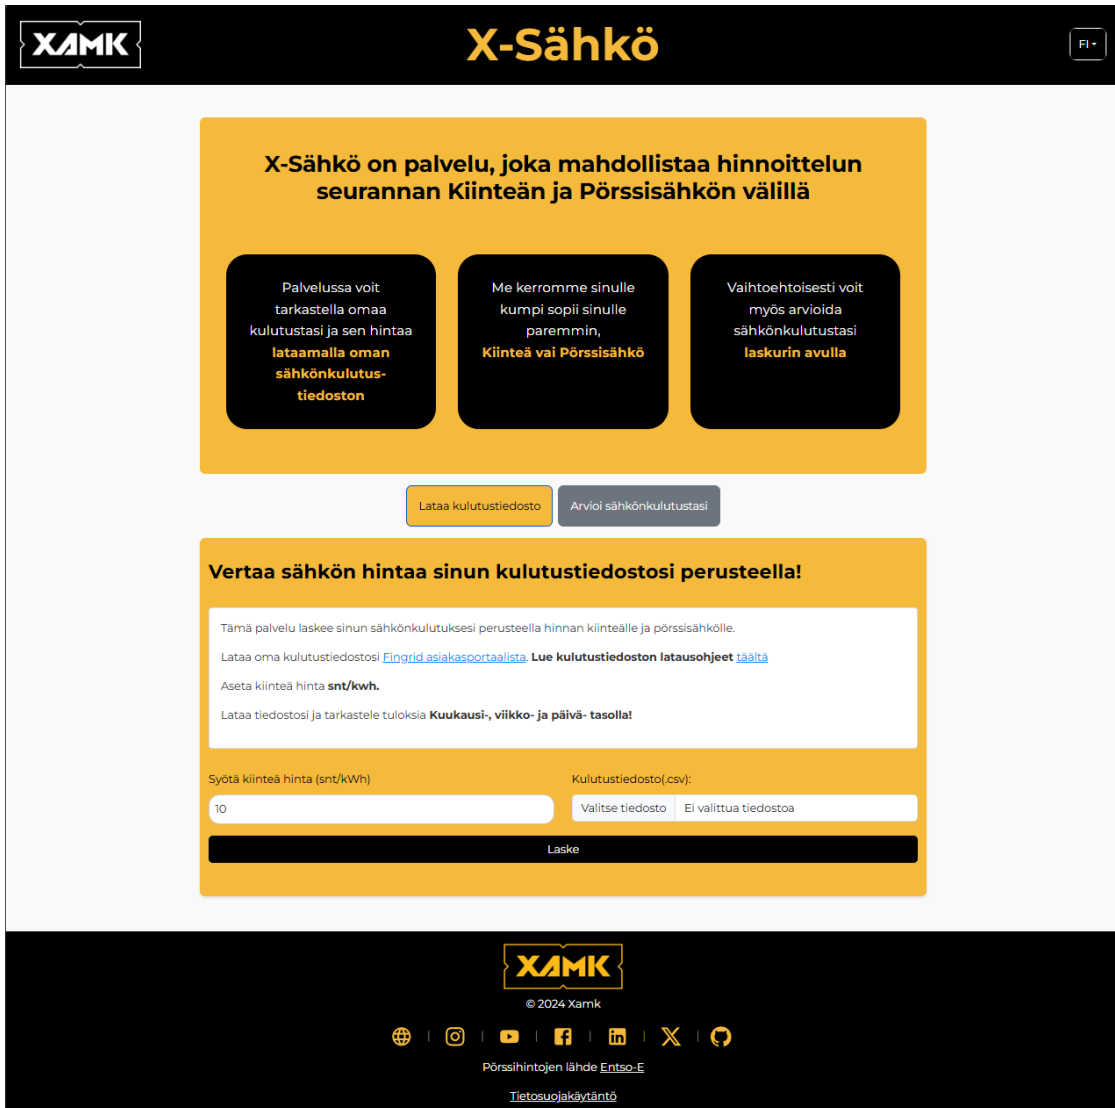 XAMK
X-Sähkö
FI
X-Sähkö on palvelu, joka mahdollistaa hinnoittelun
seurannan Kiinteän ja Pörssisähkön välillä
Palvelussa voit
tarkastella omaa
kulutustasi ja sen hintaa
lataamalla oman
sähkönkulutus-
tiedoston
Me kerromme sinulle
kumpi sopii sinulle
paremmin,
Kiinteä vai Pörssisähkö
Vaihtoehtoisesti voit
myös arvioida
sähkönkulutustasi
laskurin avulla
Lataa kulutustiedosto
Arvioi sähkönkulutustasi
Vertaa sähkön hintaa sinun kulutustiedostosi perusteella!
Tämä palvelu laskee sinun sähkönkulutuksesi perusteella hinnan kiinteälle ja pörssisähkölle.
Lataa oma kulutustiedostosi Fingrid asiakasportaalista. Lue kulutustiedoston latausohjeet täältä
Aseta kiinteä hinta snt/kwh.
Lataa tiedostosi ja tarkastele tuloksia Kuukausi-, viikko- ja päivä- tasolla!
Syötä kiinteä hinta (snt/kWh)
10
Kulutustiedosto(.csv):
Valitse tiedosto Ei valittua tiedostoa
Laske
XAMK
© 2024 Xamk
Pörssihintojen lähde Entso-E
Tietosuojakäytäntö